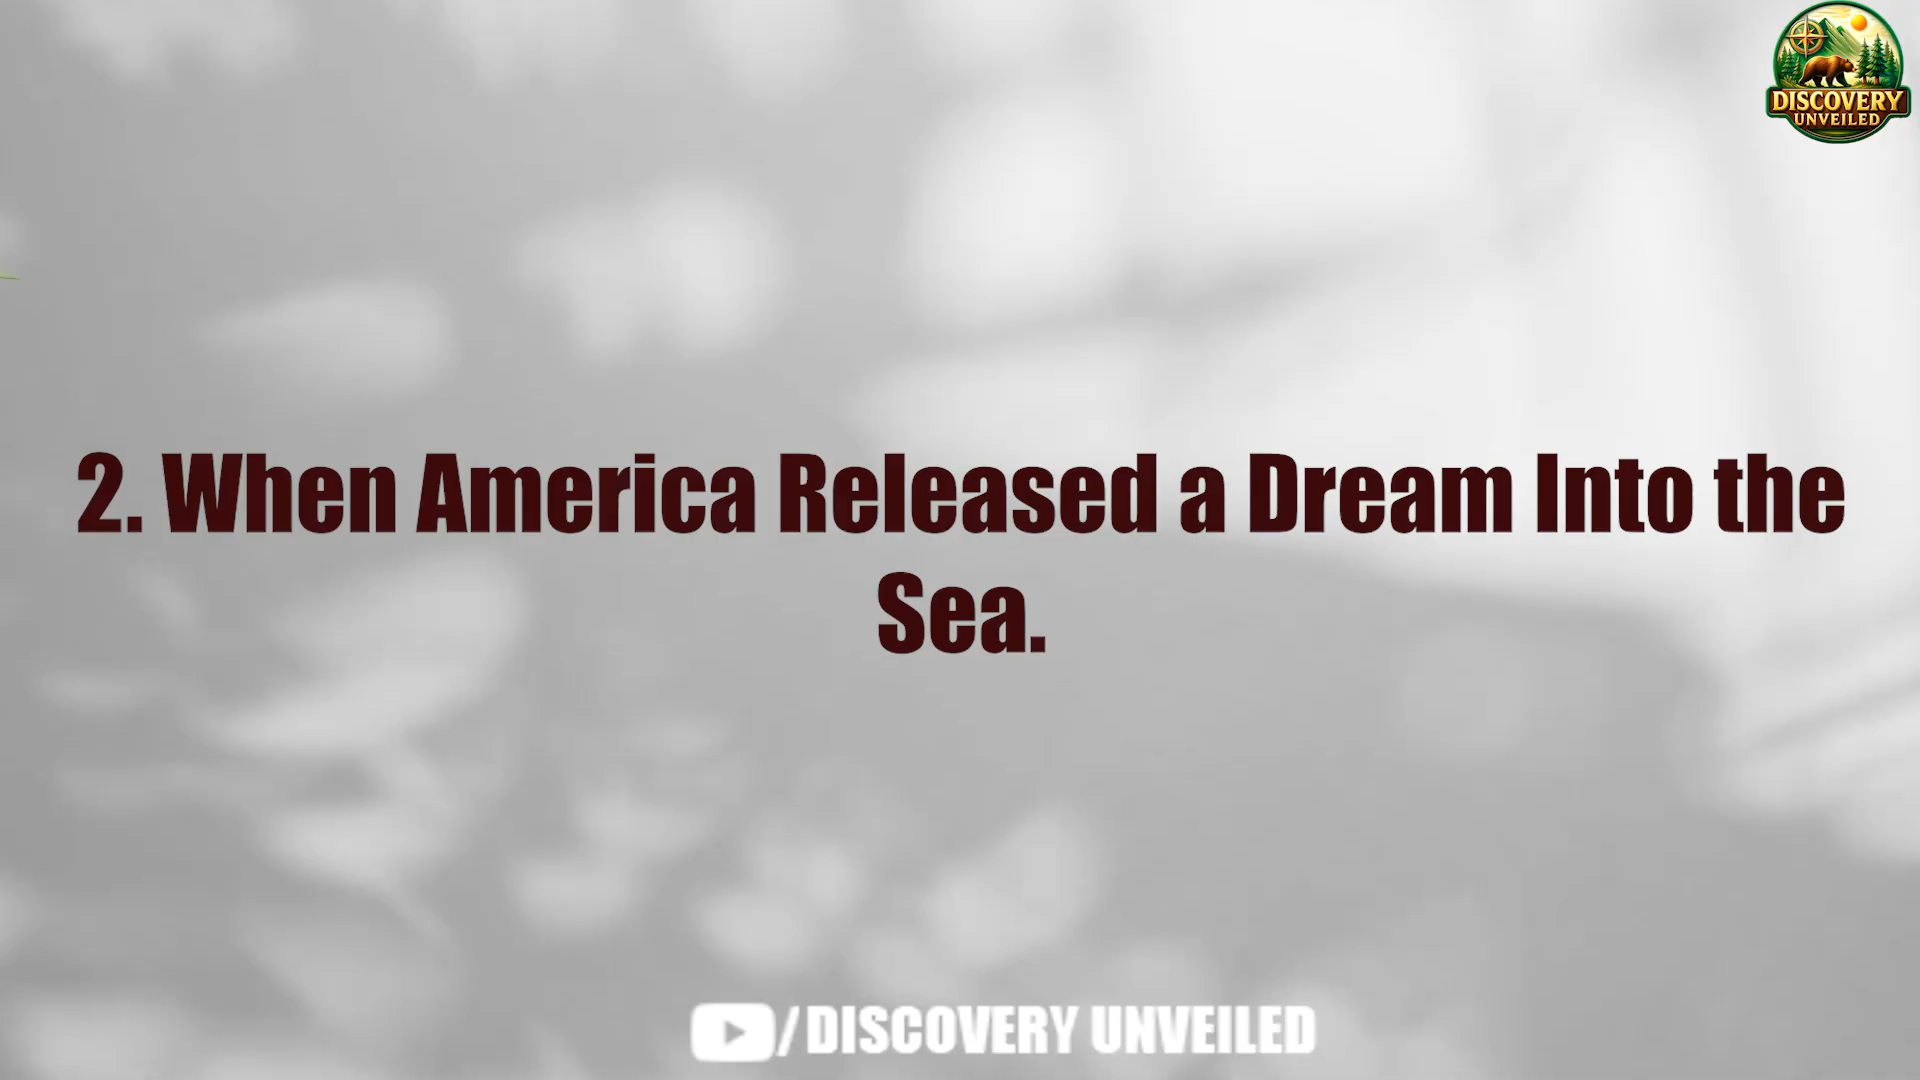 DISCOVERY
UNVEILED
2. When America Released a Dream Into the
Sea.
/DISCOVERY UNVEILED